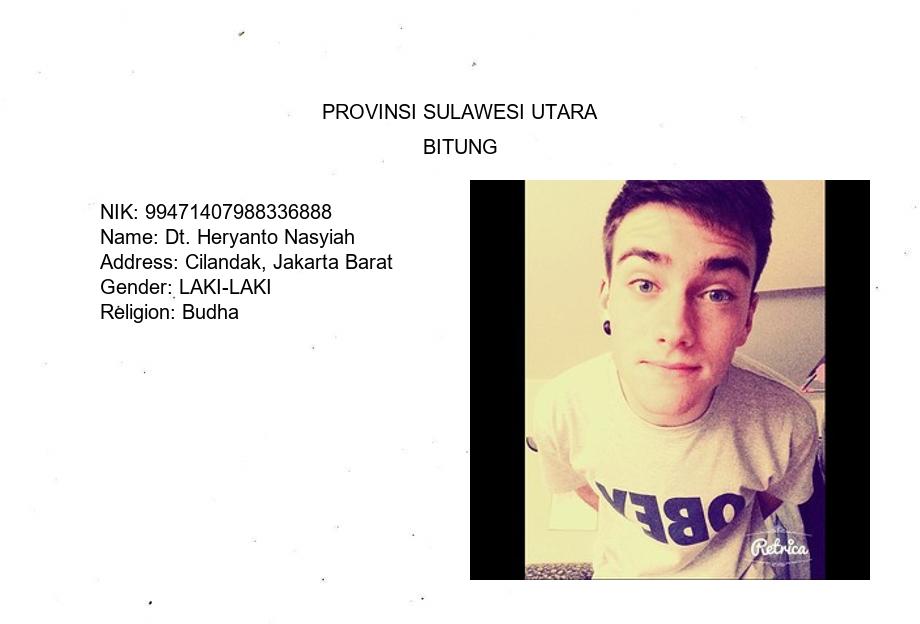 PROVINSI SULAWESI UTARA
BITUNG
NIK: 99471407988336888
Name: Dt. Heryanto Nasyiah
Address: Cilandak, Jakarta Barat
Gender: LAKI-LAKI
Religion: Budha
OBEY
Retrica